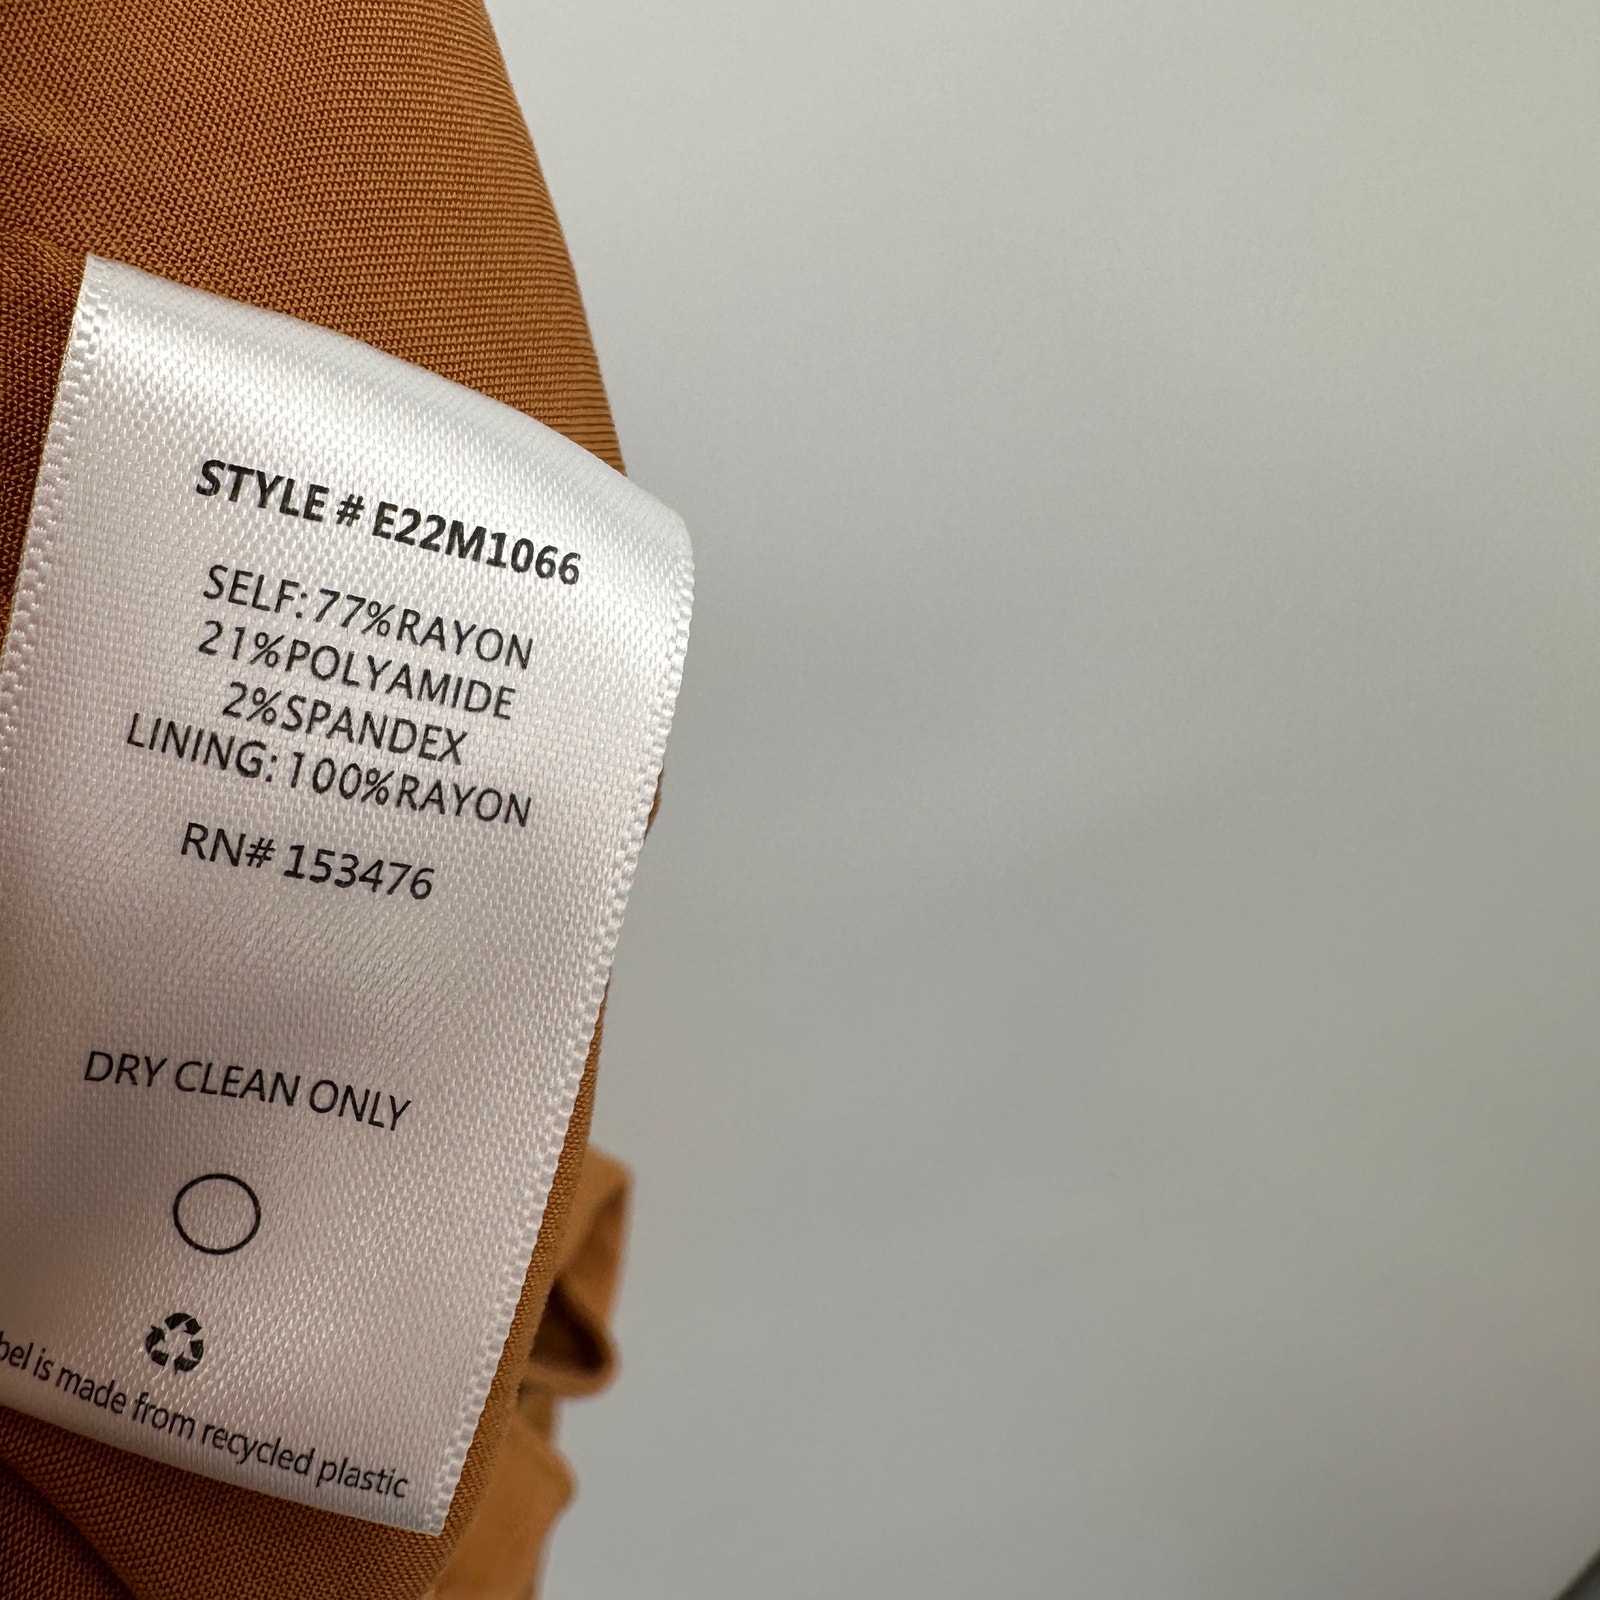 STYLE # E22M1066
SELF: 77%RAYON
21%POLYAMIDE
2%SPANDEX
LINING: 100%RAYON
RN# 153476
DRY CLEAN ONLY
is made from recycled plastic